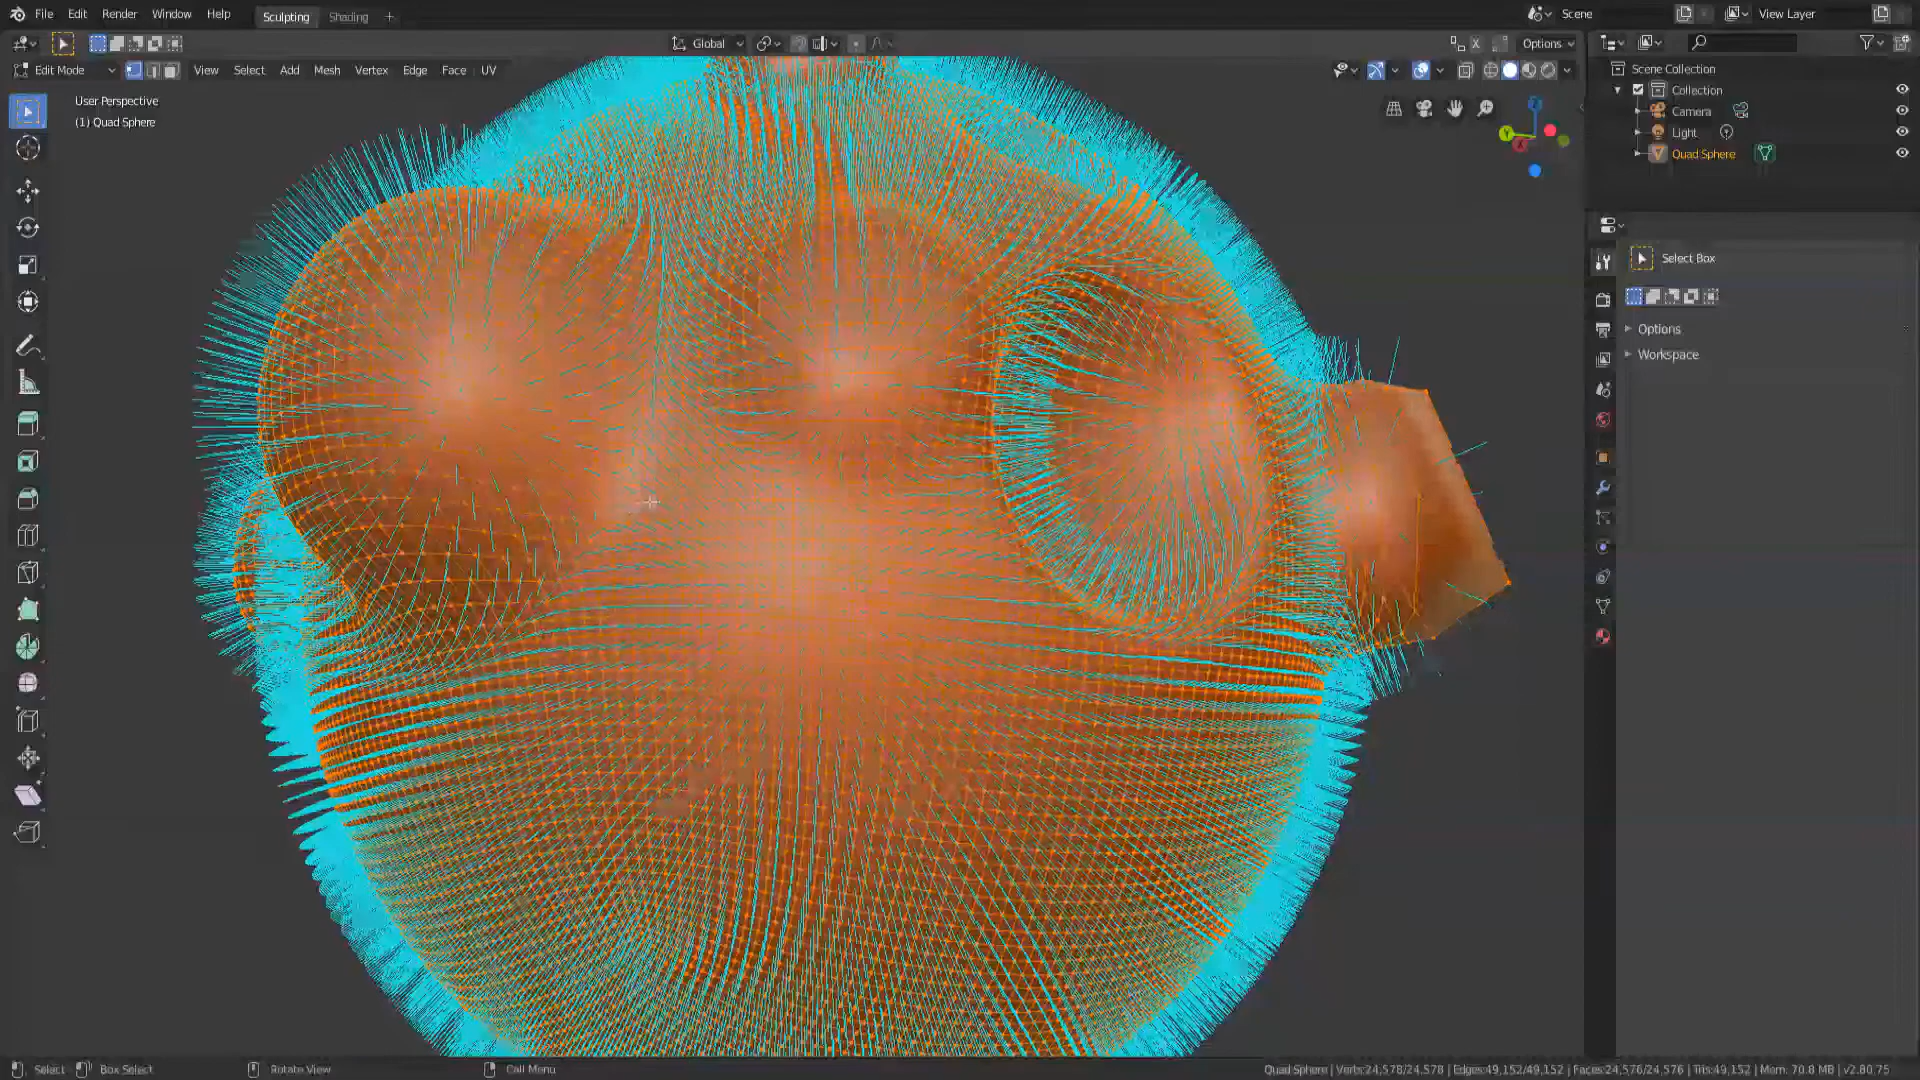 File Edit Render Window Help Sculpting Shading + Scene View Layer
Global Options
Edit Mode View Select Add Mesh Vertex Edge Face UV
User Perspective
(1) Quad Sphere
X
Z
Y
X
Scene Collection
Collection
Camera
Light
Quad Sphere
Select Box
Options
Workspace
Select Box Select Rotate View Call Menu
Quad Sphere | Verts:24,578/24,578 | Edges:49,152/49,152 | Faces:24,576/24,576 | Tris:49,152 | Mem: 70.8 MB | v2.80.75